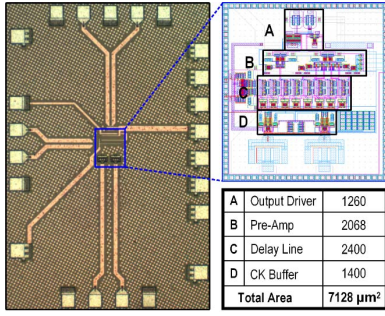 A
B
C
D
A Output Driver 1260
B Pre-Amp 2068
C Delay Line 2400
D CK Buffer 1400
Total Area 7128 µm²